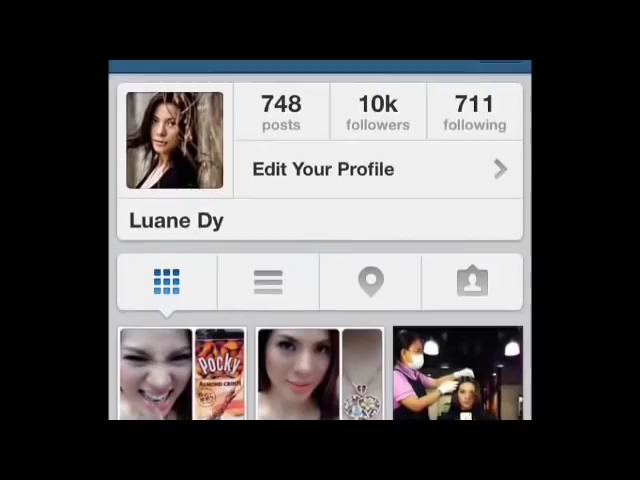 748 10k 711
posts followers following
Edit Your Profile
Luane Dy
POCKY
ALMOND CRUSH